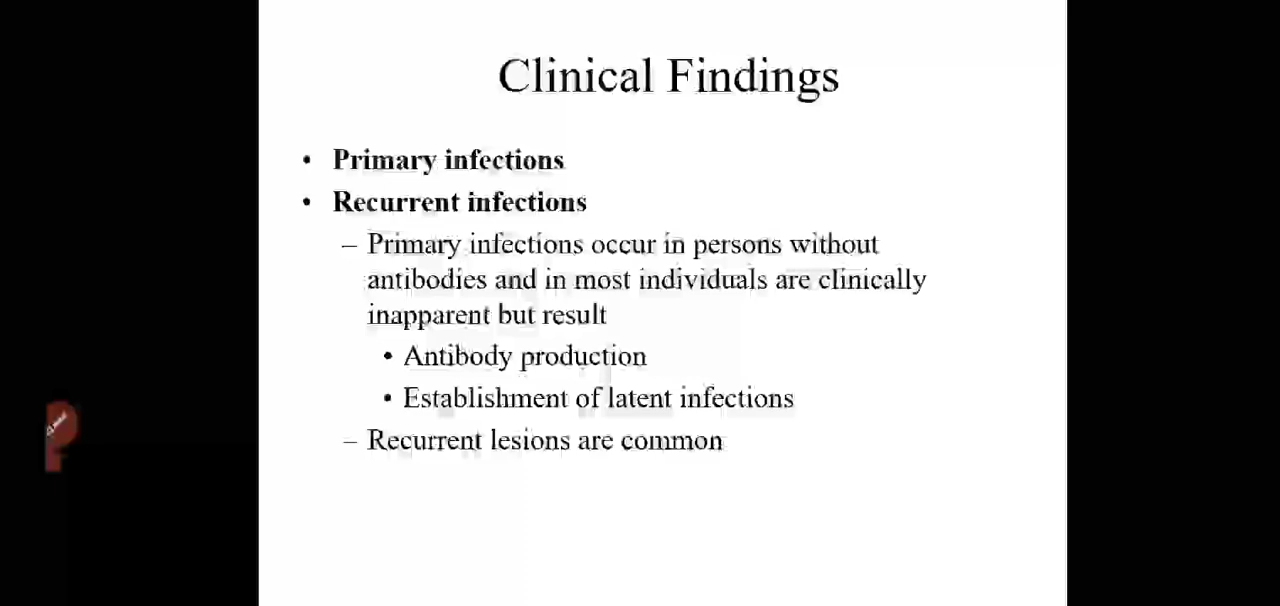 Clinical Findings
• Primary infections
• Recurrent infections
– Primary infections occur in persons without
antibodies and in most individuals are clinically
inapparent but result
• Antibody production
• Establishment of latent infections
– Recurrent lesions are common